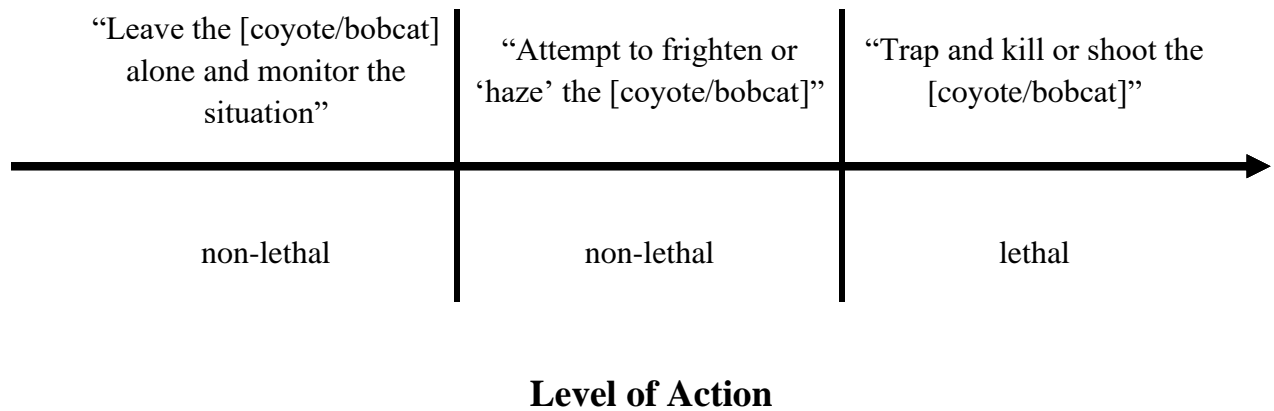 “Leave the [coyote/bobcat]
alone and monitor the
situation”
“Attempt to frighten or
‘haze’ the [coyote/bobcat]”
“Trap and kill or shoot the
[coyote/bobcat]”
non-lethal
non-lethal
lethal
Level of Action